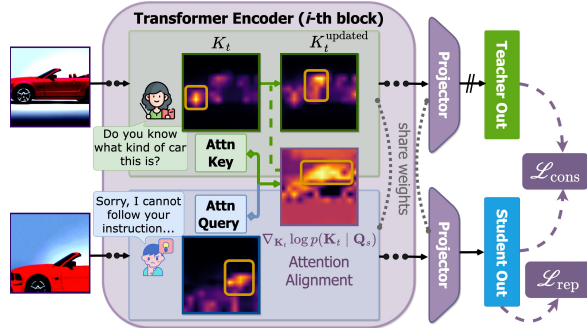 Transformer Encoder (i-th block)
K_t
K_t^updated
Do you know
what kind of car
this is?
Attn
Key
Sorry, I cannot
follow your
instruction...
Attn
Query
∇_{K_t} log p(K_t | Q_s)
Attention
Alignment
share weights
Projector
Teacher Out
Projector
Student Out
ℒ_cons
ℒ_rep